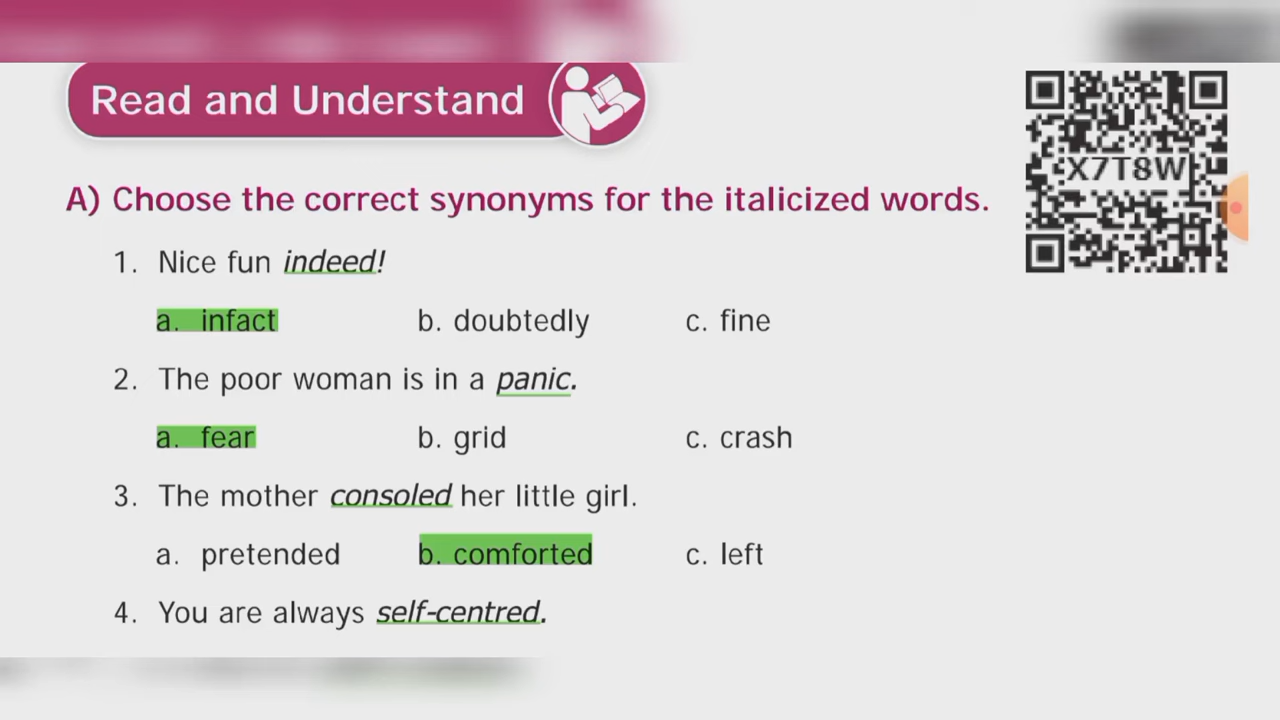 Read and Understand
X7T8W
A) Choose the correct synonyms for the italicized words.
1. Nice fun indeed!
a. infact b. doubtedly c. fine
2. The poor woman is in a panic.
a. fear b. grid c. crash
3. The mother consoled her little girl.
a. pretended b. comforted c. left
4. You are always self-centred.